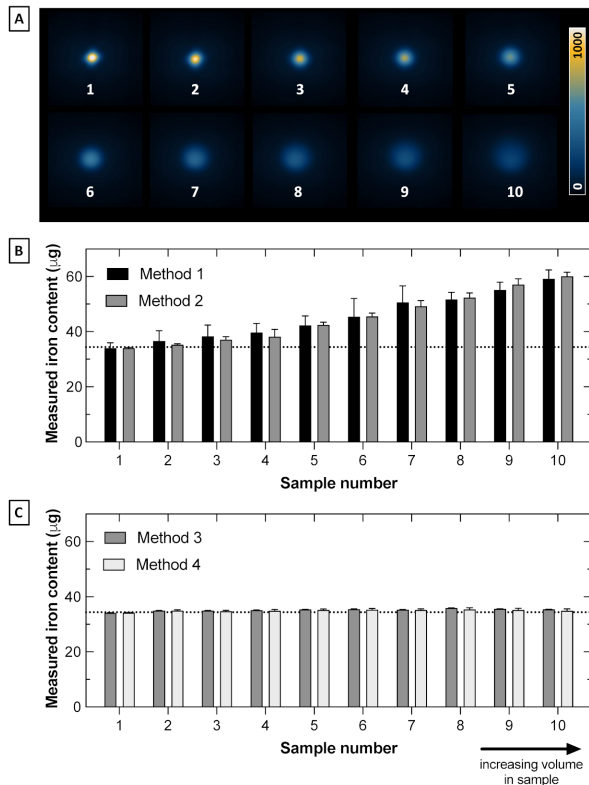 A
1 2 3 4 5
6 7 8 9 10
1000
0
B
Measured iron content (µg)
60
40
20
0
Method 1
Method 2
1 2 3 4 5 6 7 8 9 10
Sample number
C
Measured iron content (µg)
60
40
20
0
Method 3
Method 4
1 2 3 4 5 6 7 8 9 10
Sample number
increasing volume
in sample